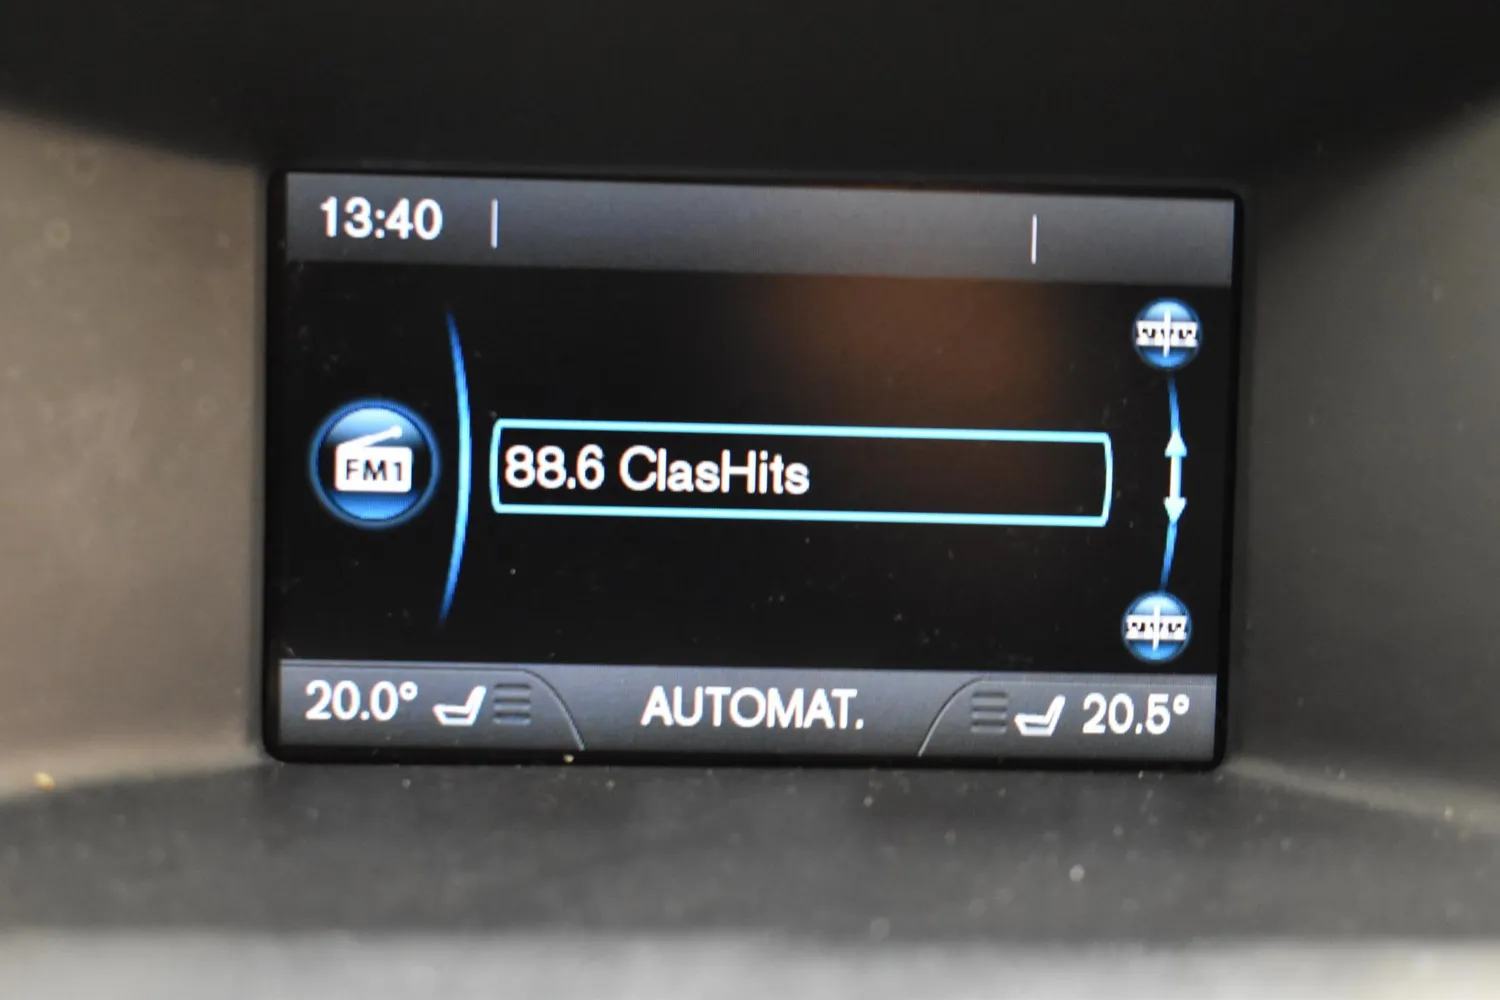 13:40
FM1
88.6 ClasHits
20.0°
AUTOMAT.
20.5°